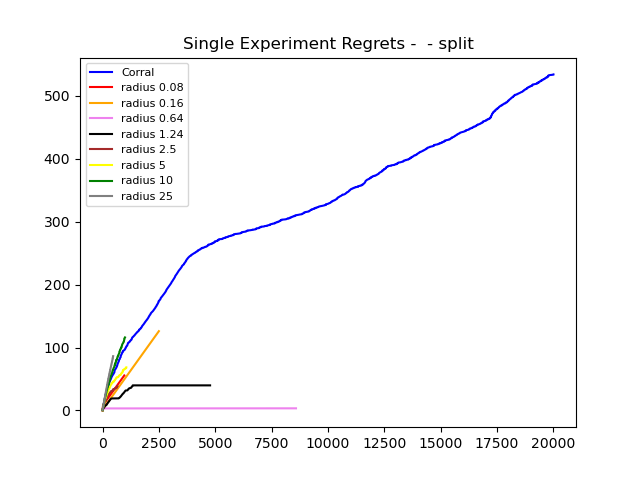 Single Experiment Regrets -  - split
Corral
radius 0.08
radius 0.16
radius 0.64
radius 1.24
radius 2.5
radius 5
radius 10
radius 25
500
400
300
200
100
0
0 2500 5000 7500 10000 12500 15000 17500 20000